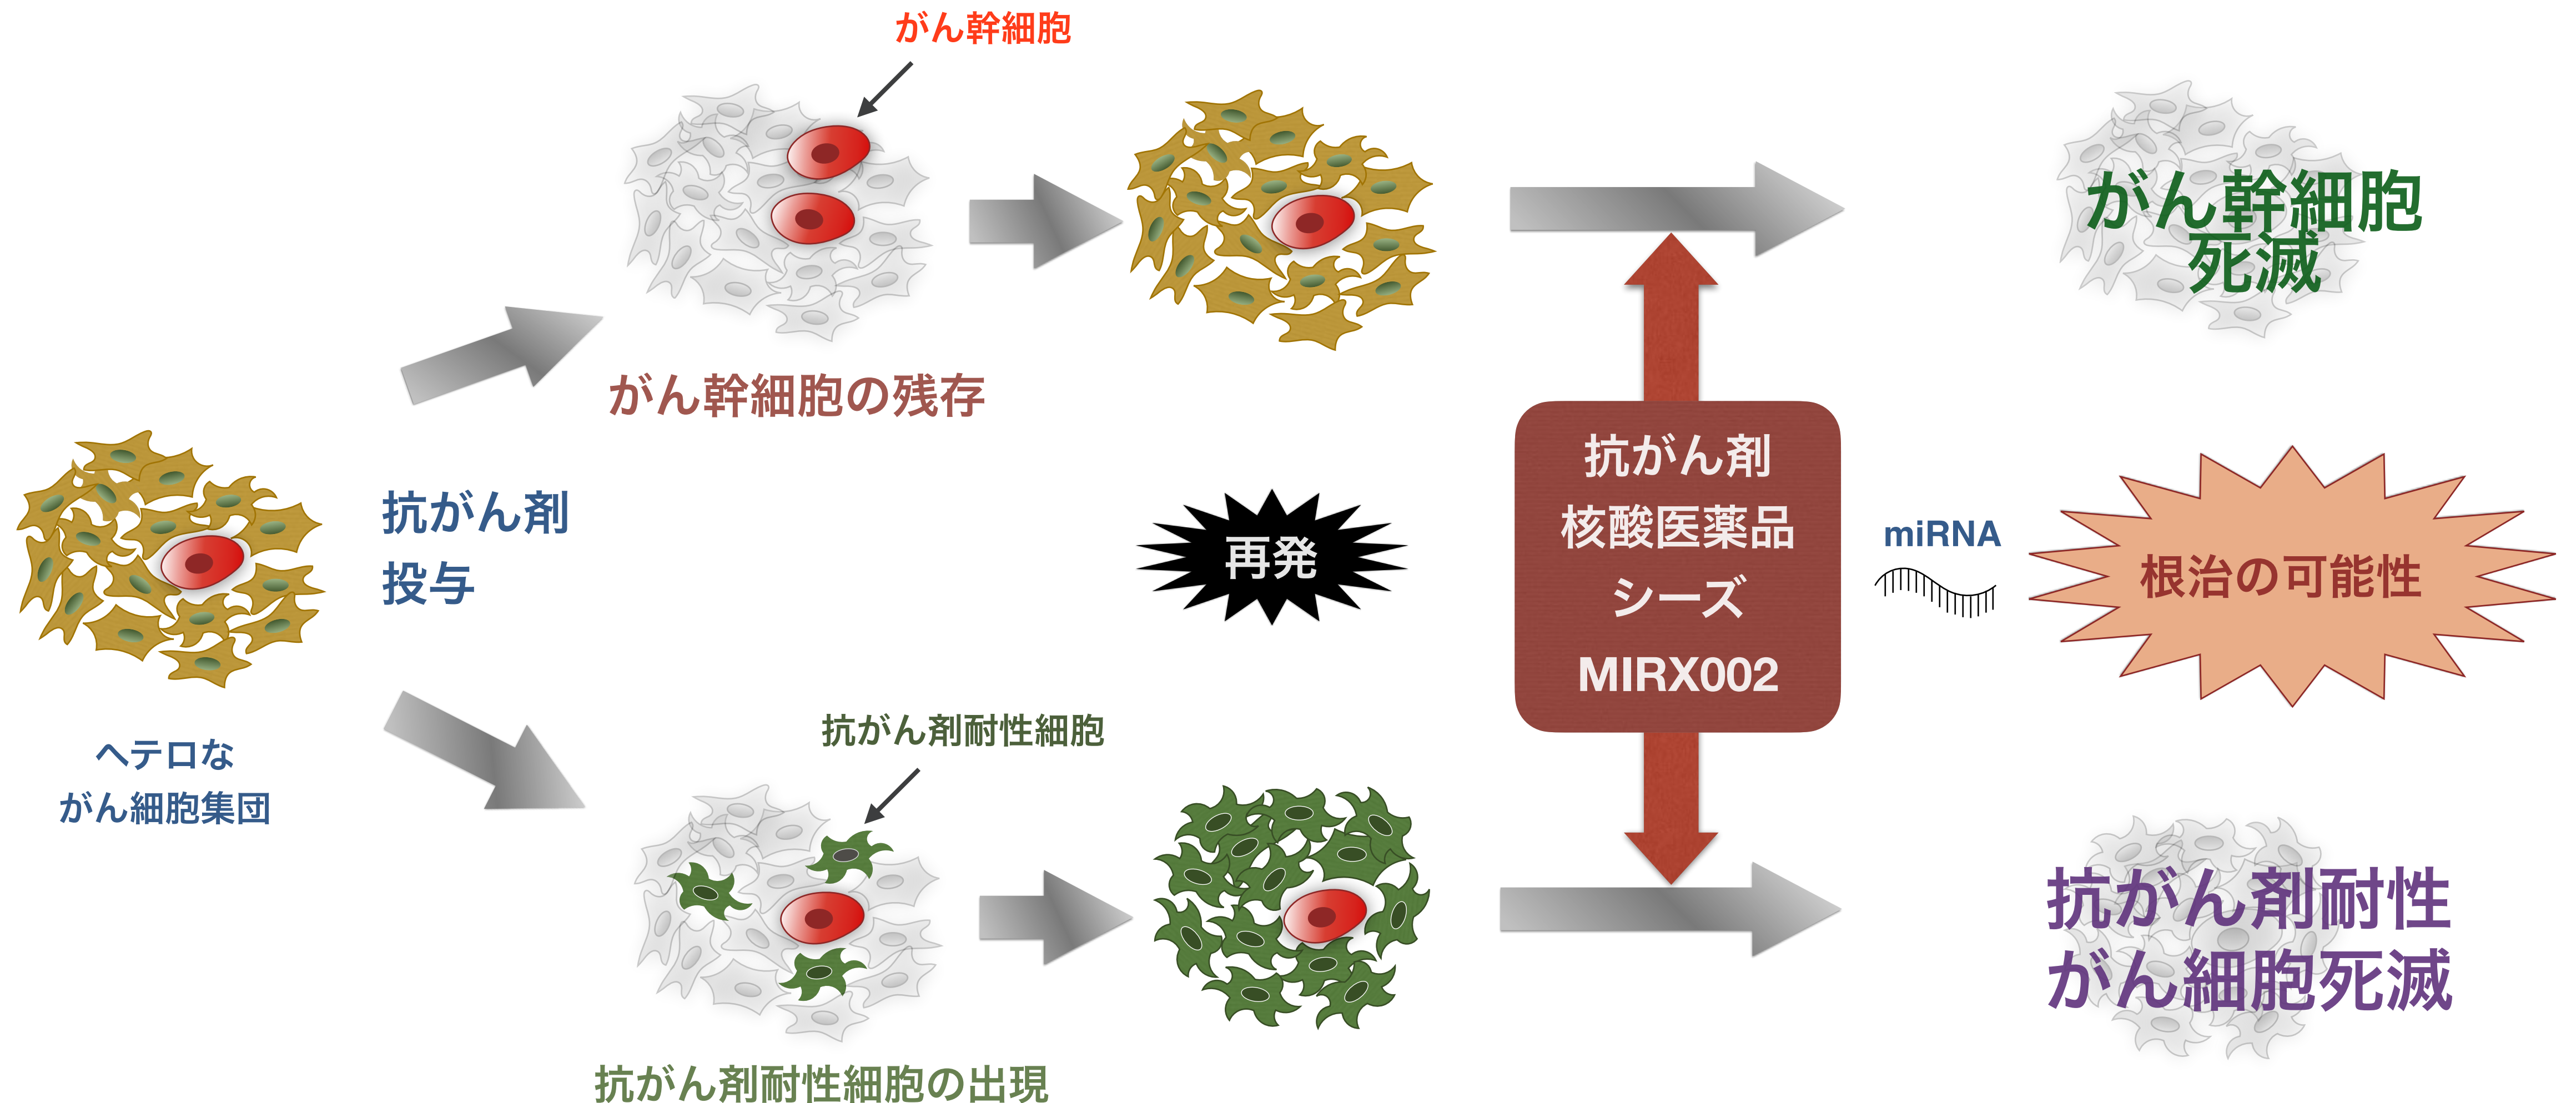 がん幹細胞
がん幹細胞の残存
ヘテロな
がん細胞集団
抗がん剤
投与
抗がん剤耐性細胞
抗がん剤耐性細胞の出現
再発
抗がん剤
核酸医薬品
シーズ
MIRX002
miRNA
がん幹細胞
死滅
根治の可能性
抗がん剤耐性
がん細胞死滅